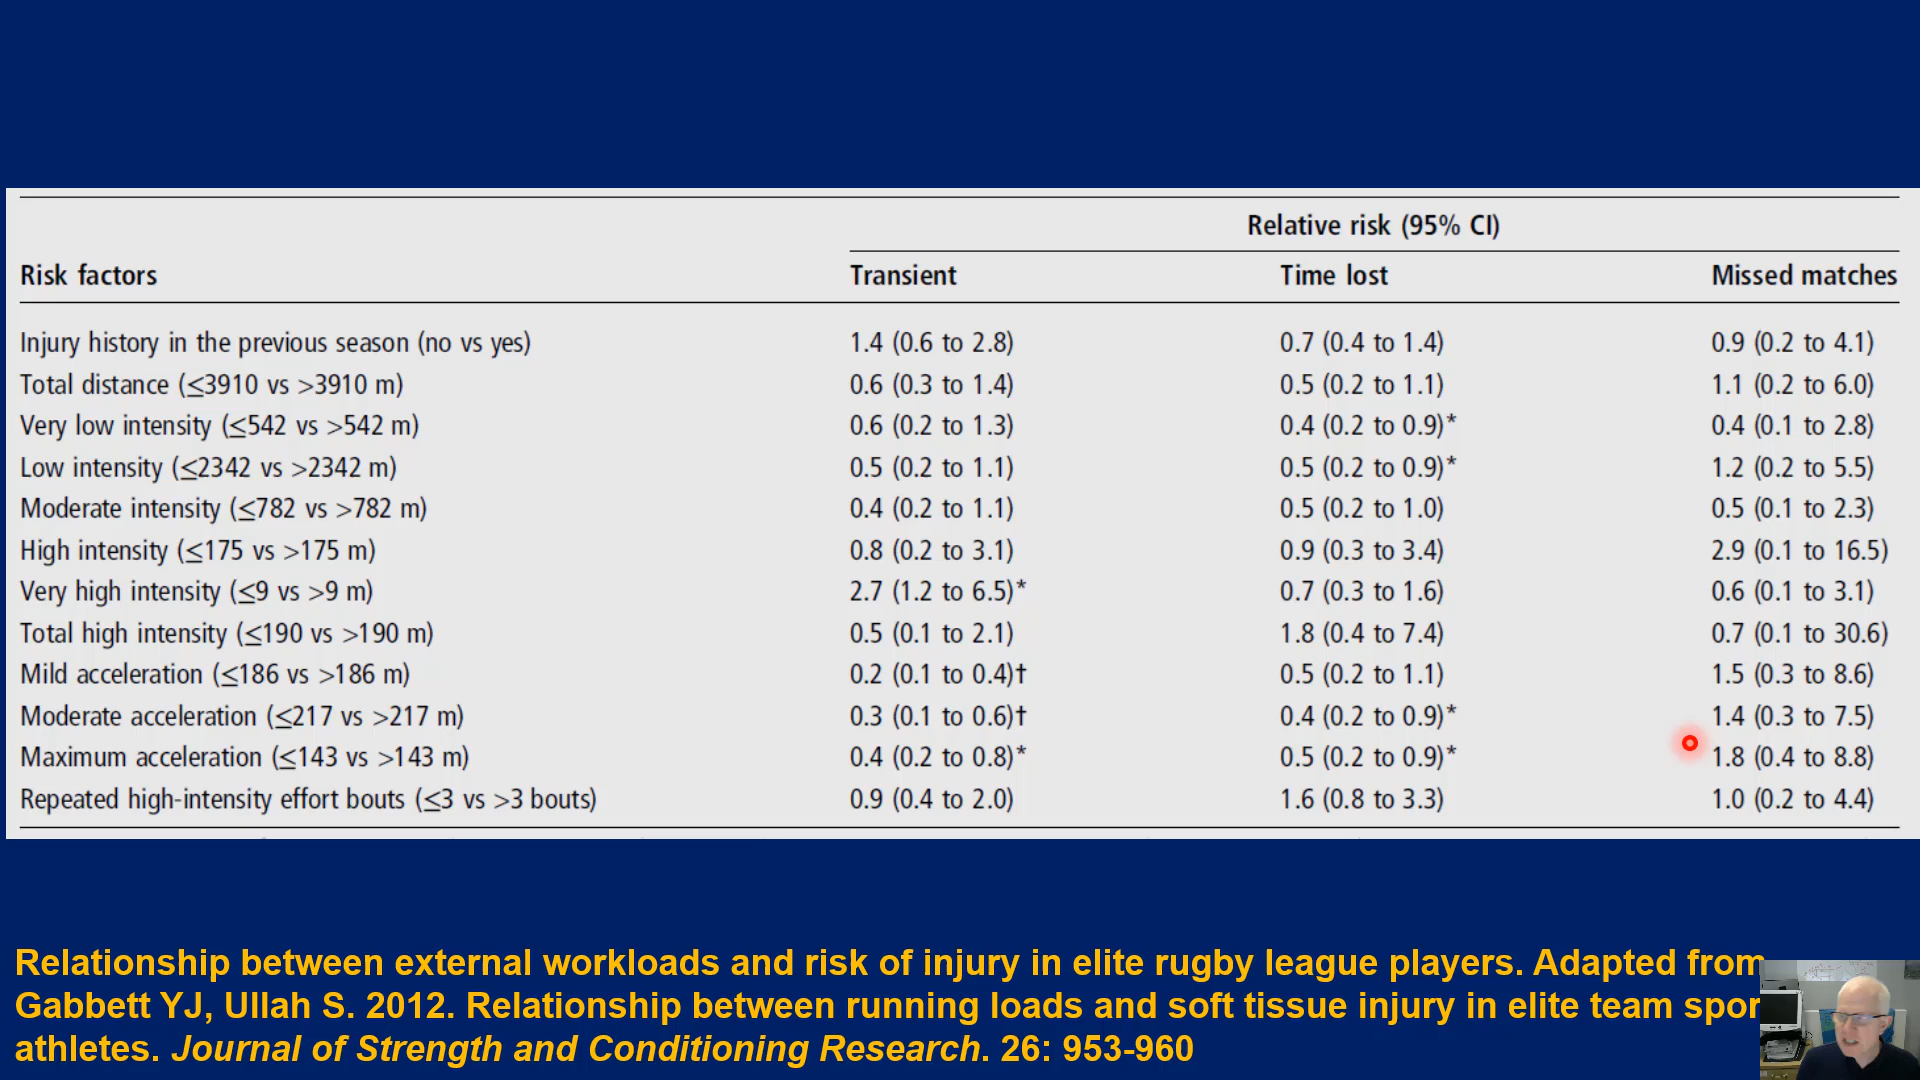 Relative risk (95% CI)
Risk factors Transient Time lost Missed matches
Injury history in the previous season (no vs yes) 1.4 (0.6 to 2.8) 0.7 (0.4 to 1.4) 0.9 (0.2 to 4.1)
Total distance (≤3910 vs >3910 m) 0.6 (0.3 to 1.4) 0.5 (0.2 to 1.1) 1.1 (0.2 to 6.0)
Very low intensity (≤542 vs >542 m) 0.6 (0.2 to 1.3) 0.4 (0.2 to 0.9)* 0.4 (0.1 to 2.8)
Low intensity (≤2342 vs >2342 m) 0.5 (0.2 to 1.1) 0.5 (0.2 to 0.9)* 1.2 (0.2 to 5.5)
Moderate intensity (≤782 vs >782 m) 0.4 (0.2 to 1.1) 0.5 (0.2 to 1.0) 0.5 (0.1 to 2.3)
High intensity (≤175 vs >175 m) 0.8 (0.2 to 3.1) 0.9 (0.3 to 3.4) 2.9 (0.1 to 16.5)
Very high intensity (≤9 vs >9 m) 2.7 (1.2 to 6.5)* 0.7 (0.3 to 1.6) 0.6 (0.1 to 3.1)
Total high intensity (≤190 vs >190 m) 0.5 (0.1 to 2.1) 1.8 (0.4 to 7.4) 0.7 (0.1 to 30.6)
Mild acceleration (≤186 vs >186 m) 0.2 (0.1 to 0.4)† 0.5 (0.2 to 1.1) 1.5 (0.3 to 8.6)
Moderate acceleration (≤217 vs >217 m) 0.3 (0.1 to 0.6)† 0.4 (0.2 to 0.9)* 1.4 (0.3 to 7.5)
Maximum acceleration (≤143 vs >143 m) 0.4 (0.2 to 0.8)* 0.5 (0.2 to 0.9)* 1.8 (0.4 to 8.8)
Repeated high-intensity effort bouts (≤3 vs >3 bouts) 0.9 (0.4 to 2.0) 1.6 (0.8 to 3.3) 1.0 (0.2 to 4.4)
Relationship between external workloads and risk of injury in elite rugby league players. Adapted from
Gabbett YJ, Ullah S. 2012. Relationship between running loads and soft tissue injury in elite team spor
athletes. Journal of Strength and Conditioning Research. 26: 953-960